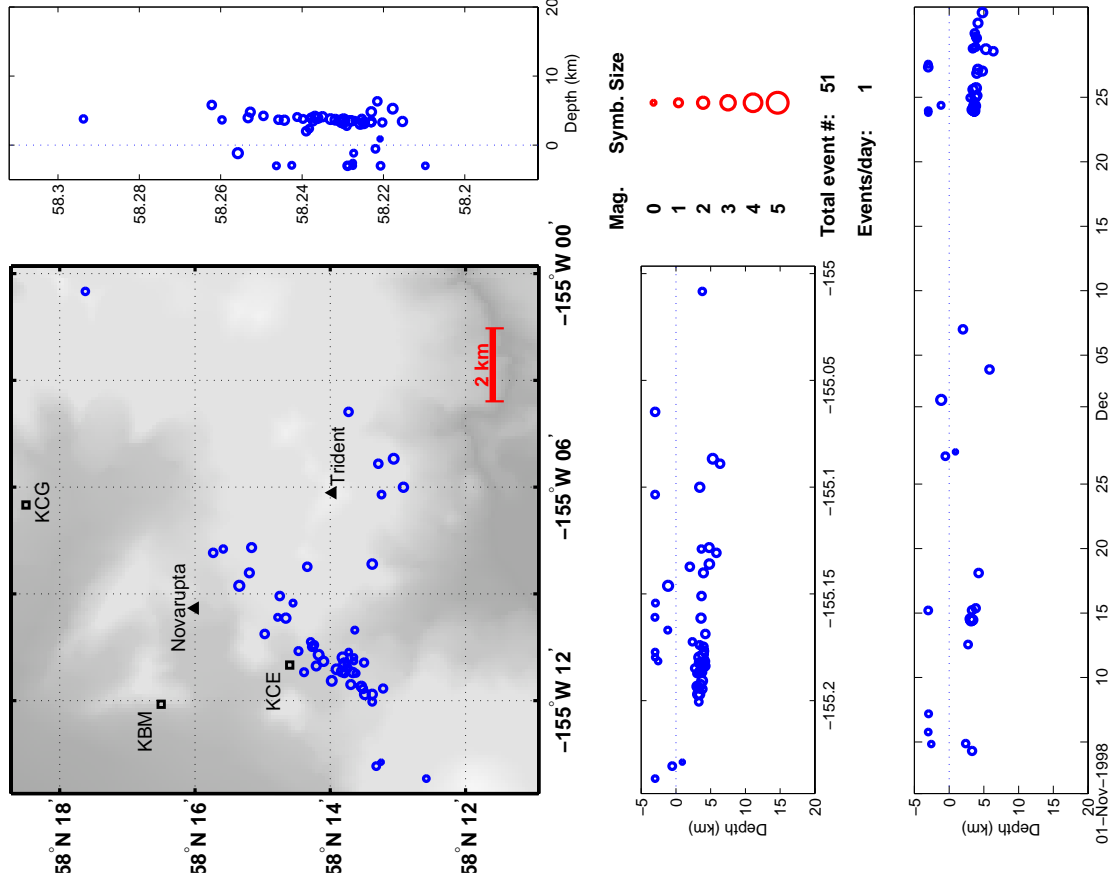 58°N 18'
58°N 16'
58°N 14'
58°N 12'
KCG
KBM
Novarupta
KCE
Trident
2 km
-155°W 12'
-155°W 06'
-155°W 00'
58.3
58.28
58.26
58.24
58.22
58.2
0
10
20
Depth (km)
-5
0
5
10
15
20
Depth (km)
-155.2
-155.15
-155.1
-155.05
-155
Mag. Symb. Size
0
1
2
3
4
5
Total event #: 51
Events/day: 1
-5
0
5
10
15
20
Depth (km)
01-Nov-1998
10
15
20
25
Dec
05
10
15
20
25